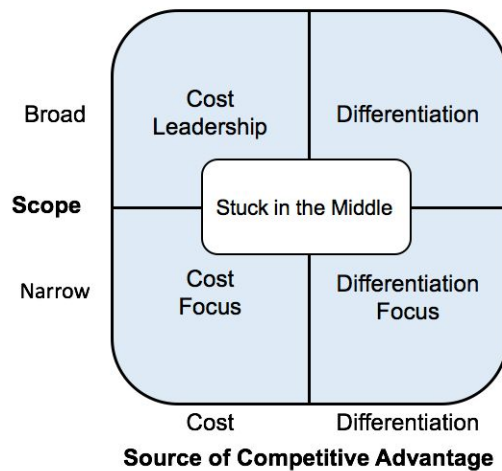 Broad
Cost
Leadership
Differentiation
Scope
Stuck in the Middle
Narrow
Cost
Focus
Differentiation
Focus
Cost
Differentiation
Source of Competitive Advantage